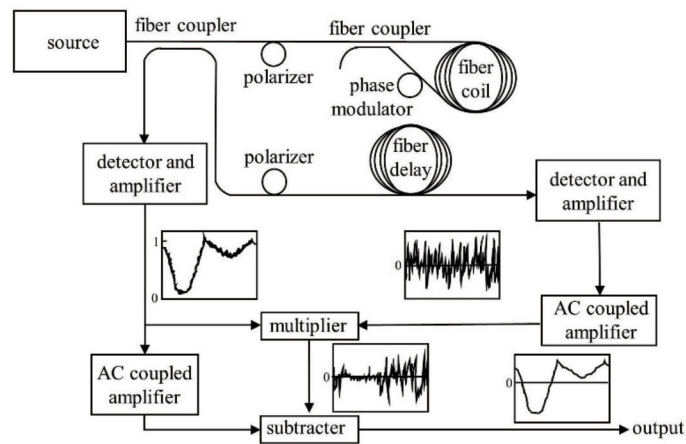 fiber coupler
fiber coupler
source
polarizer
phase
modulator
fiber
coil
detector and
amplifier
polarizer
fiber
delay
detector and
amplifier
1
0
0
AC coupled
amplifier
multiplier
AC coupled
amplifier
0
0
subtracter
output